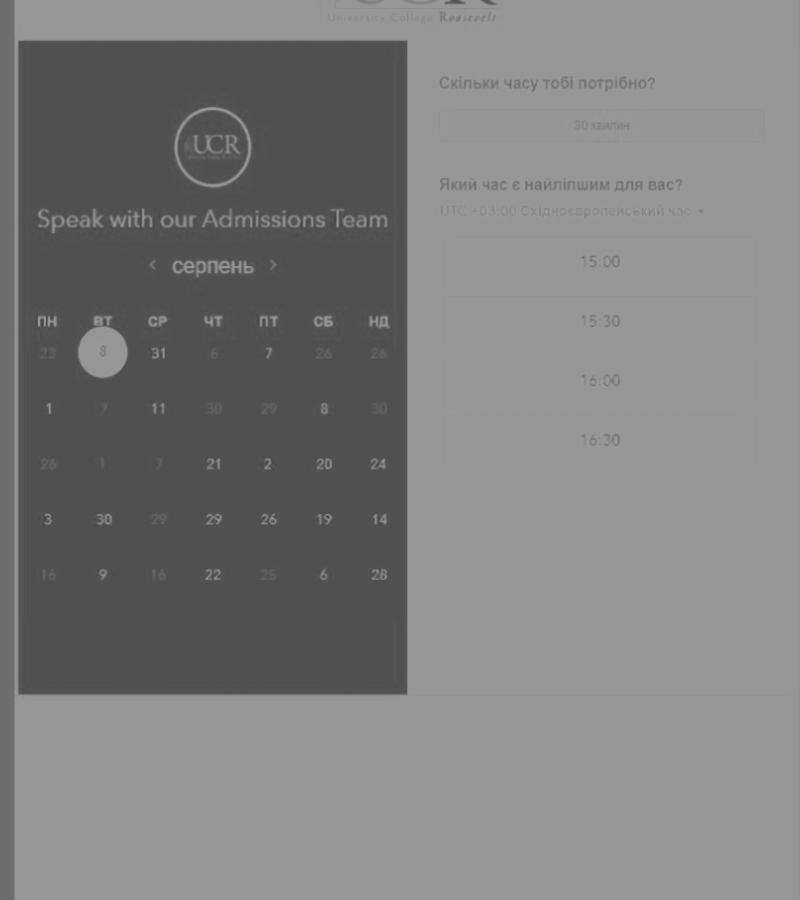 UCR
University College Roosevelt
UCR
Speak with our Admissions Team
< серпень >
ПН ВТ СР ЧТ ПТ СБ НД
23 8 31 6 7 26 26
1 7 11 30 29 8 30
26 1 7 21 2 20 24
3 30 29 29 26 19 14
16 9 16 22 25 6 28
Скільки часу тобі потрібно?
30 хвилин
Який час є найліпшим для вас?
UTC +03:00 Східноєвропейський час
15:00
15:30
16:00
16:30